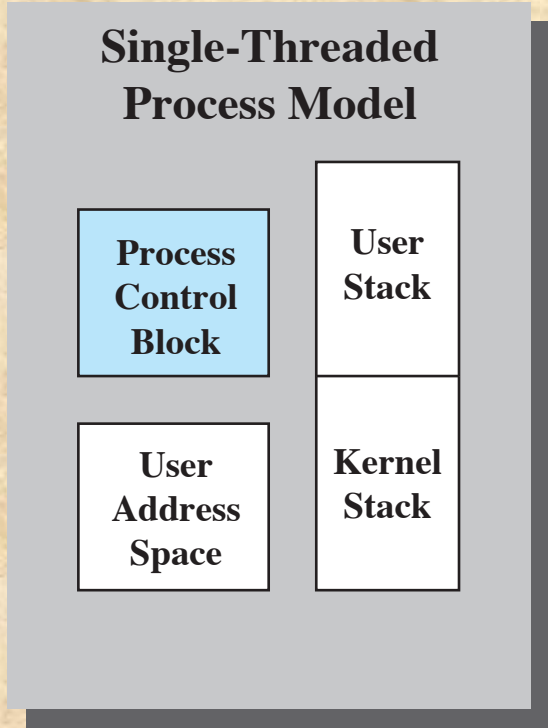 Single-Threaded
Process Model
Process
Control
Block
User
Stack
User
Address
Space
Kernel
Stack